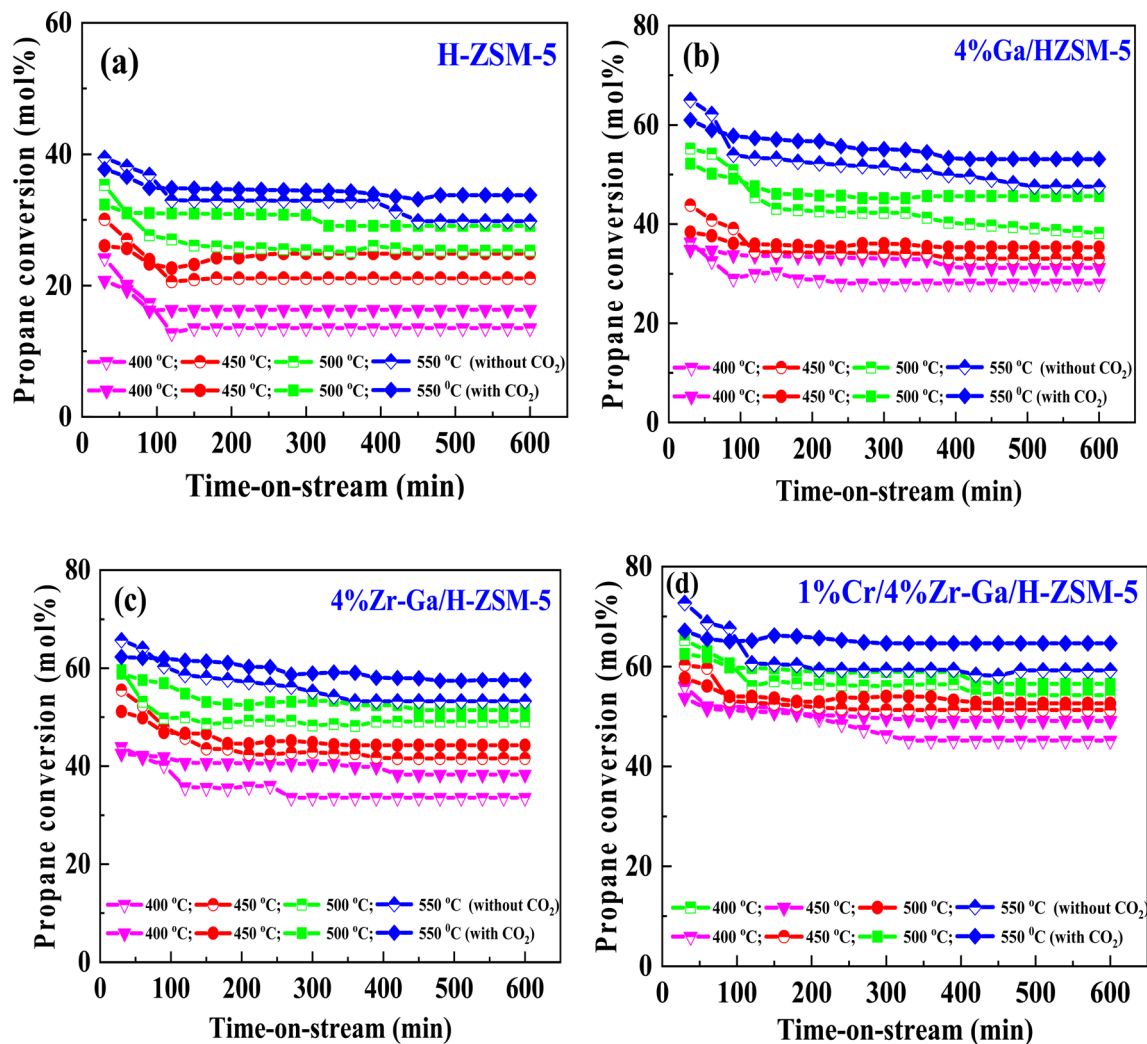 (a)
H-ZSM-5
Propane conversion (mol%)
60
40
20
0
400 °C; 450 °C; 500 °C; 550 °C (without CO₂)
400 °C; 450 °C; 500 °C; 550 ⁰C (with CO₂)
0 100 200 300 400 500 600
Time-on-stream (min)
(b)
4%Ga/HZSM-5
Propane conversion (mol%)
80
60
40
20
0
400 °C; 450 °C; 500 °C; 550 °C (without CO₂)
400 °C; 450 °C; 500 °C; 550 ⁰C (with CO₂)
0 100 200 300 400 500 600
Time-on-stream (min)
(c)
4%Zr-Ga/H-ZSM-5
Propane conversion (mol%)
80
60
40
20
0
400 °C; 450 °C; 500 °C; 550 °C (without CO₂)
400 °C; 450 °C; 500 °C; 550 ⁰C (with CO₂)
0 100 200 300 400 500 600
Time-on-stream (min)
(d)
1%Cr/4%Zr-Ga/H-ZSM-5
Propane conversion (mol%)
80
60
40
20
0
400 °C; 450 °C; 500 °C; 550 °C (without CO₂)
400 °C; 450 °C; 500 °C; 550 ⁰C (with CO₂)
0 100 200 300 400 500 600
Time-on-stream (min)